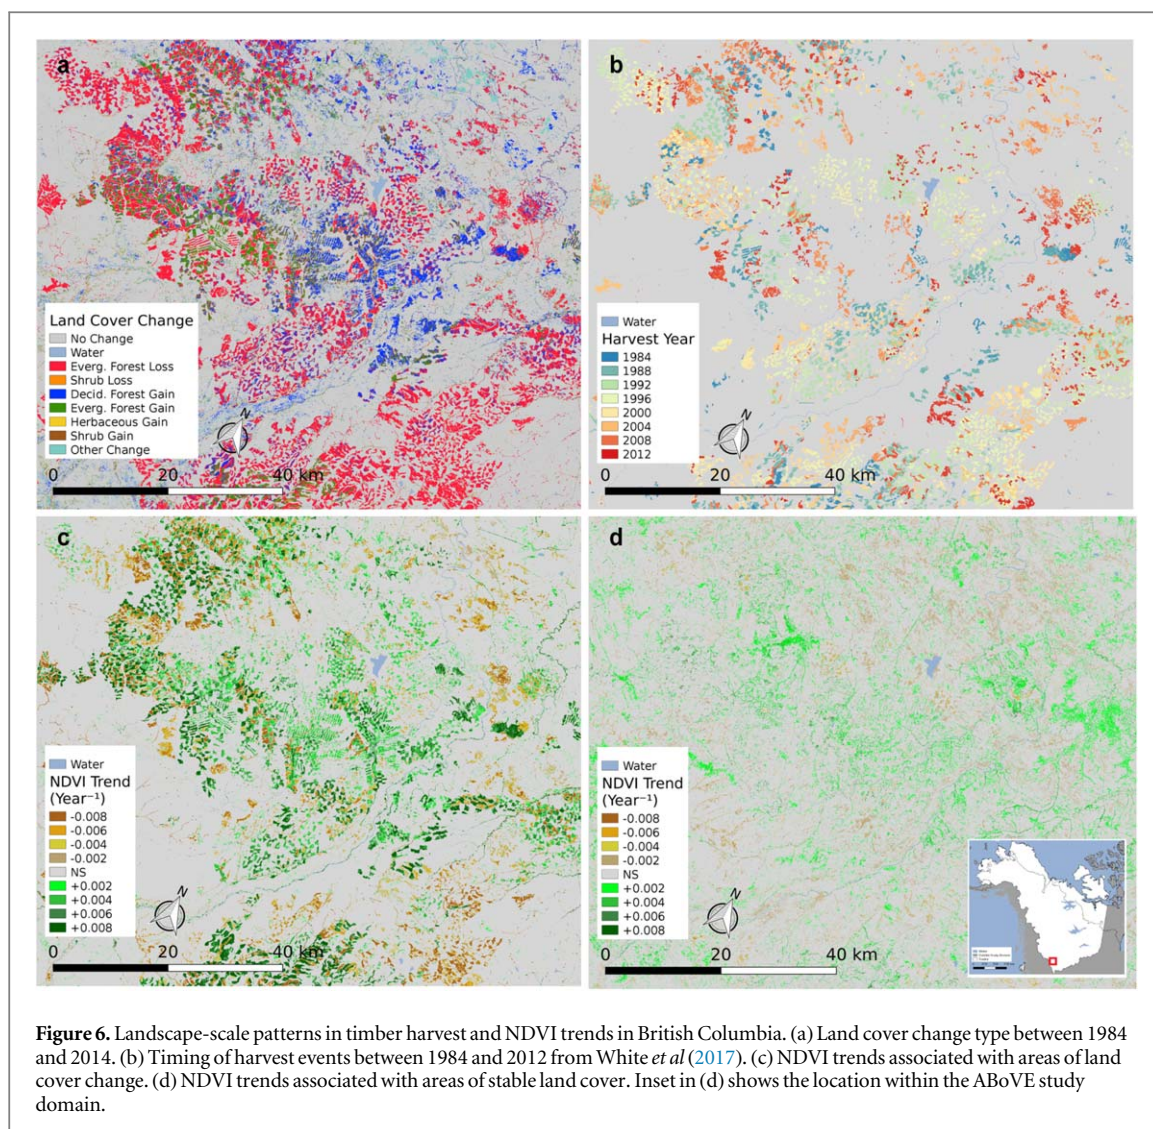 a
Land Cover Change
No Change
Water
Everg. Forest Loss
Shrub Loss
Decid. Forest Gain
Everg. Forest Gain
Herbaceous Gain
Shrub Gain
Other Change
N
0 20 40 km
b
Water
Harvest Year
1984
1988
1992
1996
2000
2004
2008
2012
N
0 20 40 km
c
Water
NDVI Trend
(Year⁻¹)
-0.008
-0.006
-0.004
-0.002
NS
+0.002
+0.004
+0.006
+0.008
N
0 20 40 km
d
Water
NDVI Trend
(Year⁻¹)
-0.008
-0.006
-0.004
-0.002
NS
+0.002
+0.004
+0.006
+0.008
N
0 20 40
Figure 6. Landscape-scale patterns in timber harvest and NDVI trends in British Columbia. (a) Land cover change type between 1984
and 2014. (b) Timing of harvest events between 1984 and 2012 from White et al (2017). (c) NDVI trends associated with areas of land
cover change. (d) NDVI trends associated with areas of stable land cover. Inset in (d) shows the location within the ABoVE study
domain.